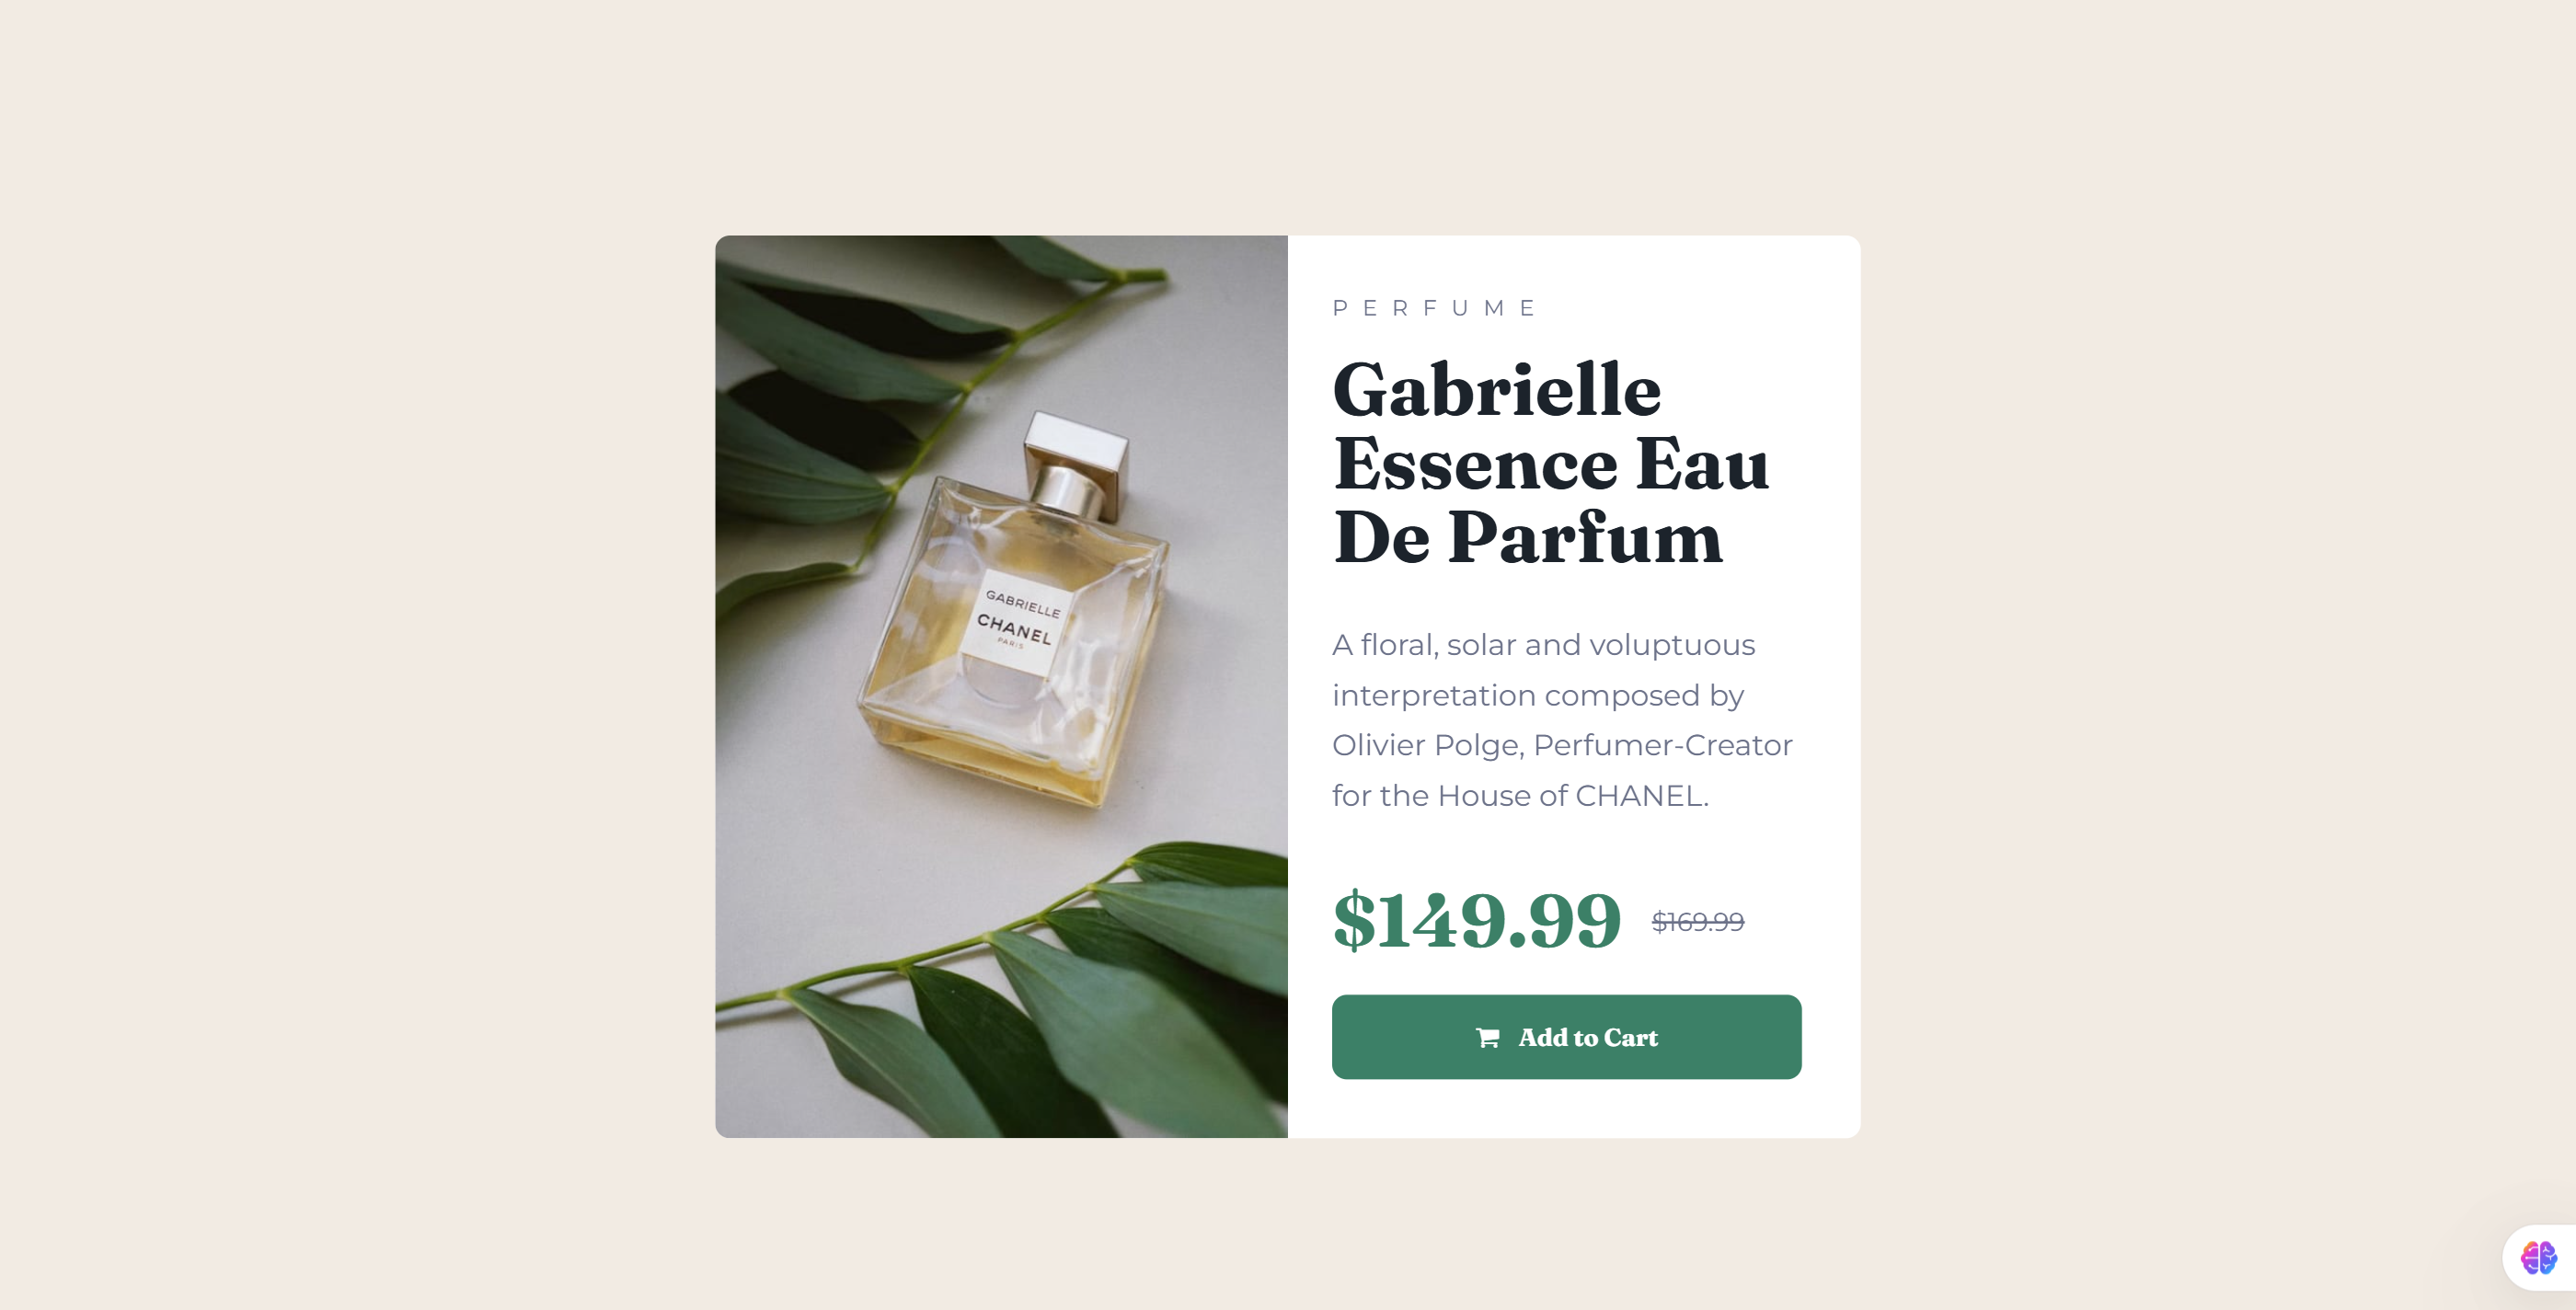 PERFUME
Gabrielle
Essence Eau
De Parfum
A floral, solar and voluptuous
interpretation composed by
Olivier Polge, Perfumer-Creator
for the House of CHANEL.
$149.99 $169.99
Add to Cart
GABRIELLE
CHANEL
PARIS